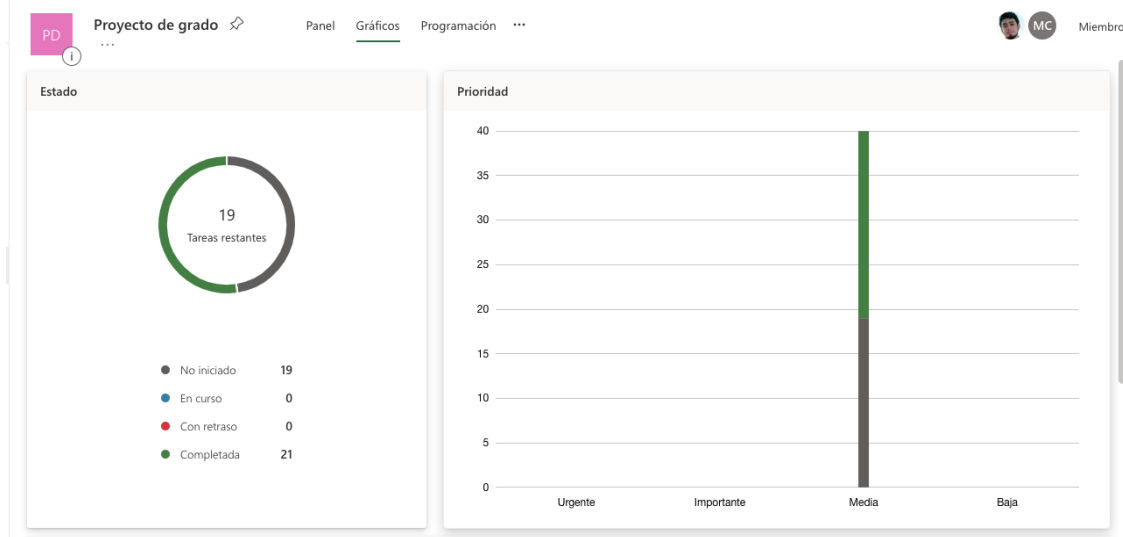 PD
Proyecto de grado
...
Panel Gráficos Programación ...
MC
Miembro
Estado
19
Tareas restantes
No iniciado 19
En curso 0
Con retraso 0
Completada 21
Prioridad
40
35
30
25
20
15
10
5
0
Urgente Importante Media Baja